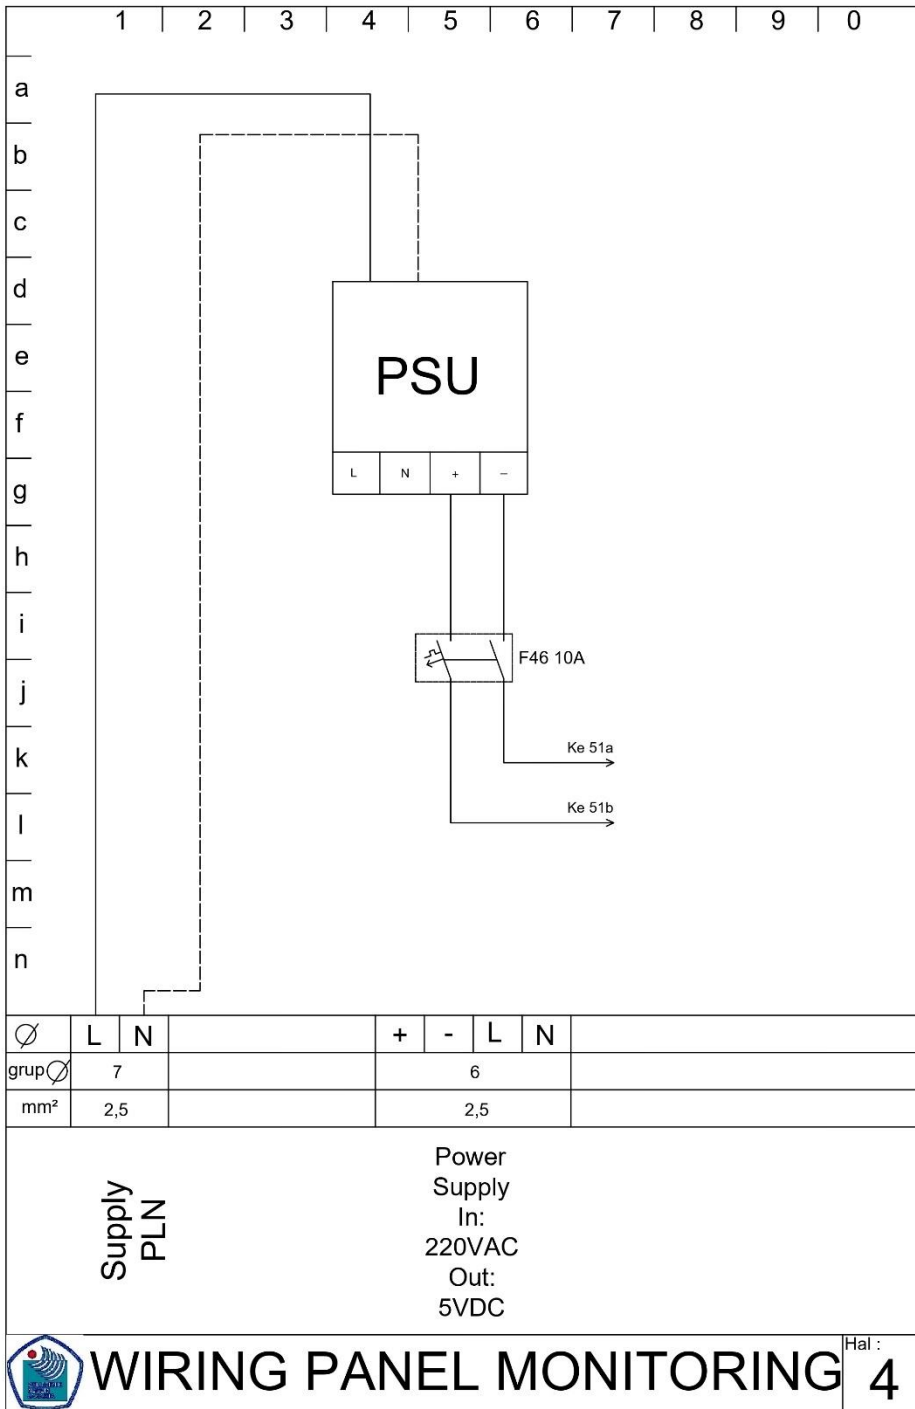 1 2 3 4 5 6 7 8 9 0
a
b
c
d
e
f
g
h
i
j
k
l
m
n
PSU
L N + −
F46 10A
Ke 51a
Ke 51b
Ø L N + - L N
grup Ø 7 6
mm² 2,5 2,5
Supply
PLN
Power
Supply
In:
220VAC
Out:
5VDC
WIRING PANEL MONITORING
Hal :
4